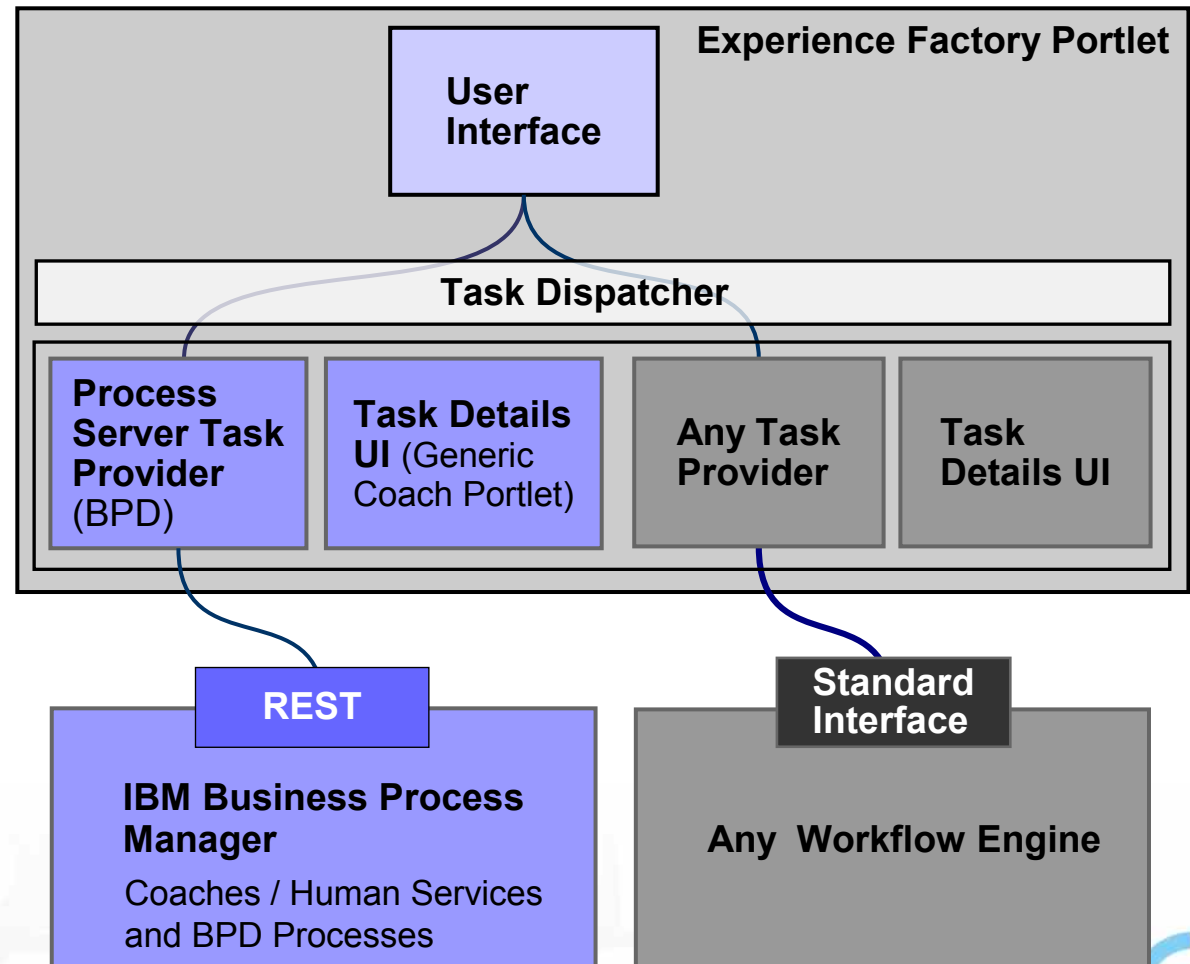 Experience Factory Portlet
User
Interface
Task Dispatcher
Process
Server Task
Provider
(BPD)
Task Details
UI (Generic
Coach Portlet)
Any Task
Provider
Task
Details UI
REST
IBM Business Process
Manager
Coaches / Human Services
and BPD Processes
Standard
Interface
Any Workflow Engine